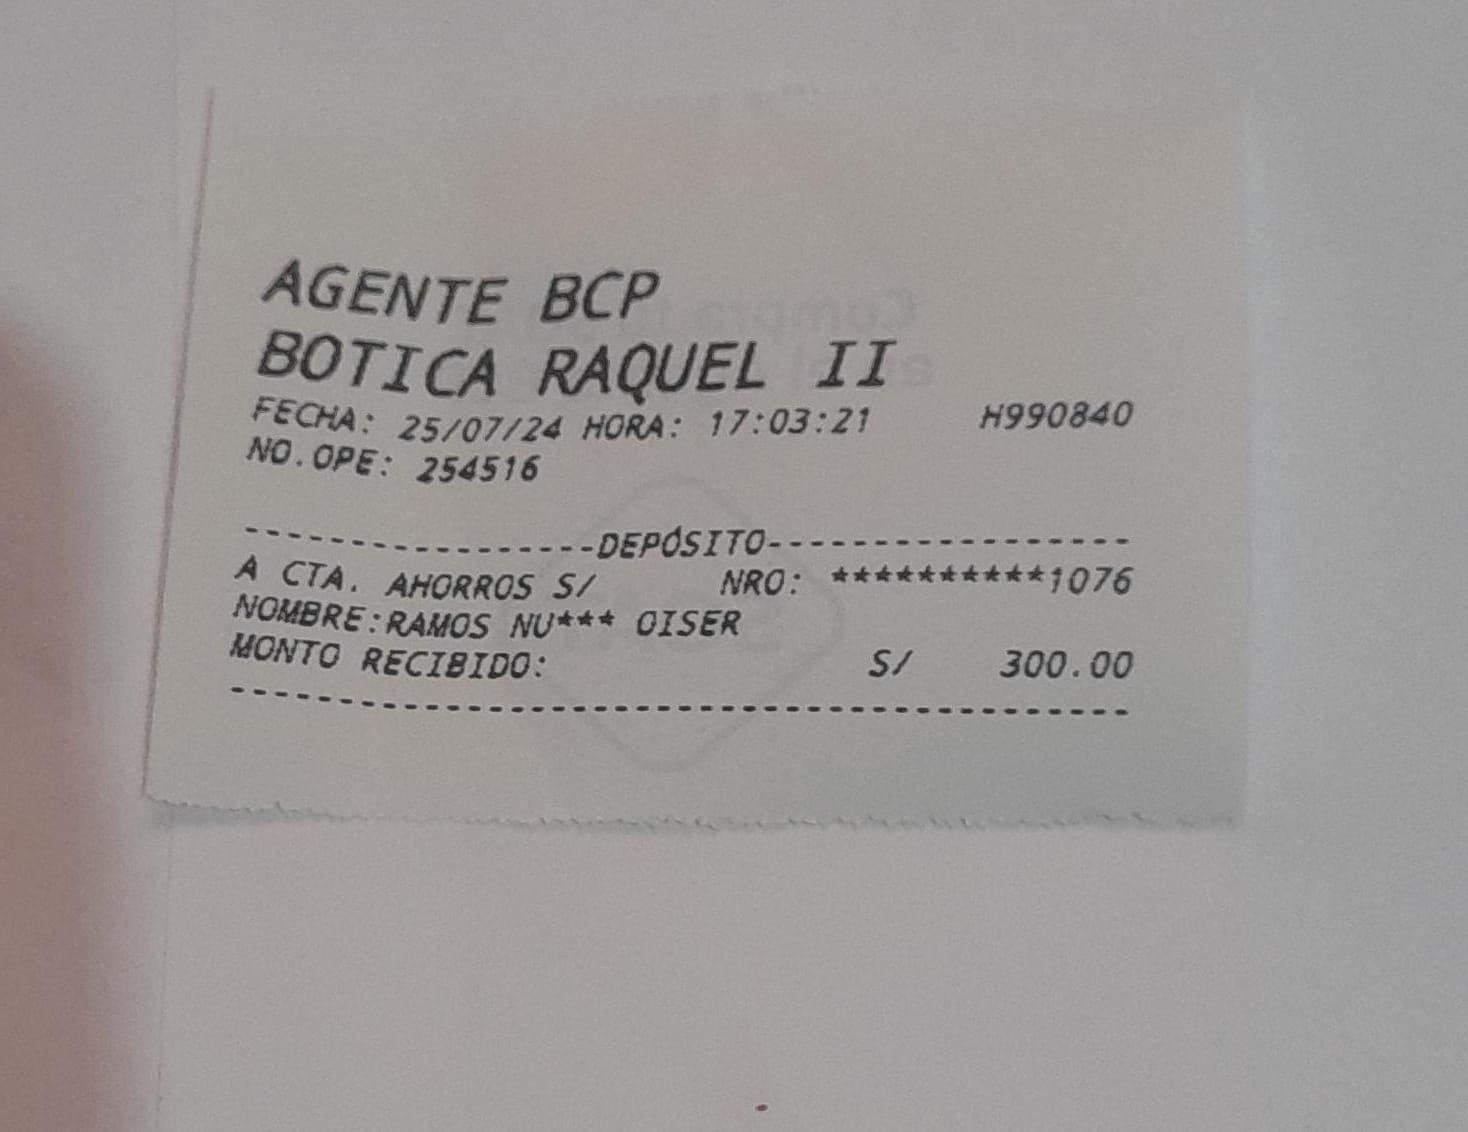 AGENTE BCP
BOTICA RAQUEL II
FECHA: 25/07/24 HORA: 17:03:21 H990840
NO.OPE: 254516
-----------------DEPÓSITO-----------------
A CTA. AHORROS S/ NRO: **********1076
NOMBRE:RAMOS NU*** OISER
MONTO RECIBIDO: S/ 300.00
------------------------------------------